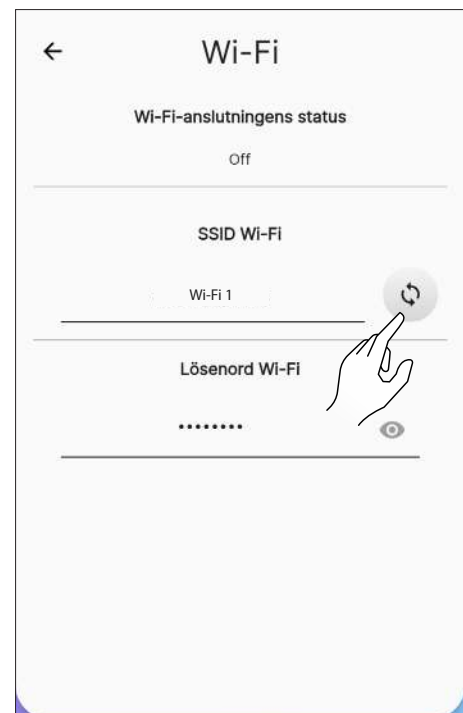 Wi-Fi
Wi-Fi-anslutningens status
Off
SSID Wi-Fi
Wi-Fi 1
Lösenord Wi-Fi
••••••••